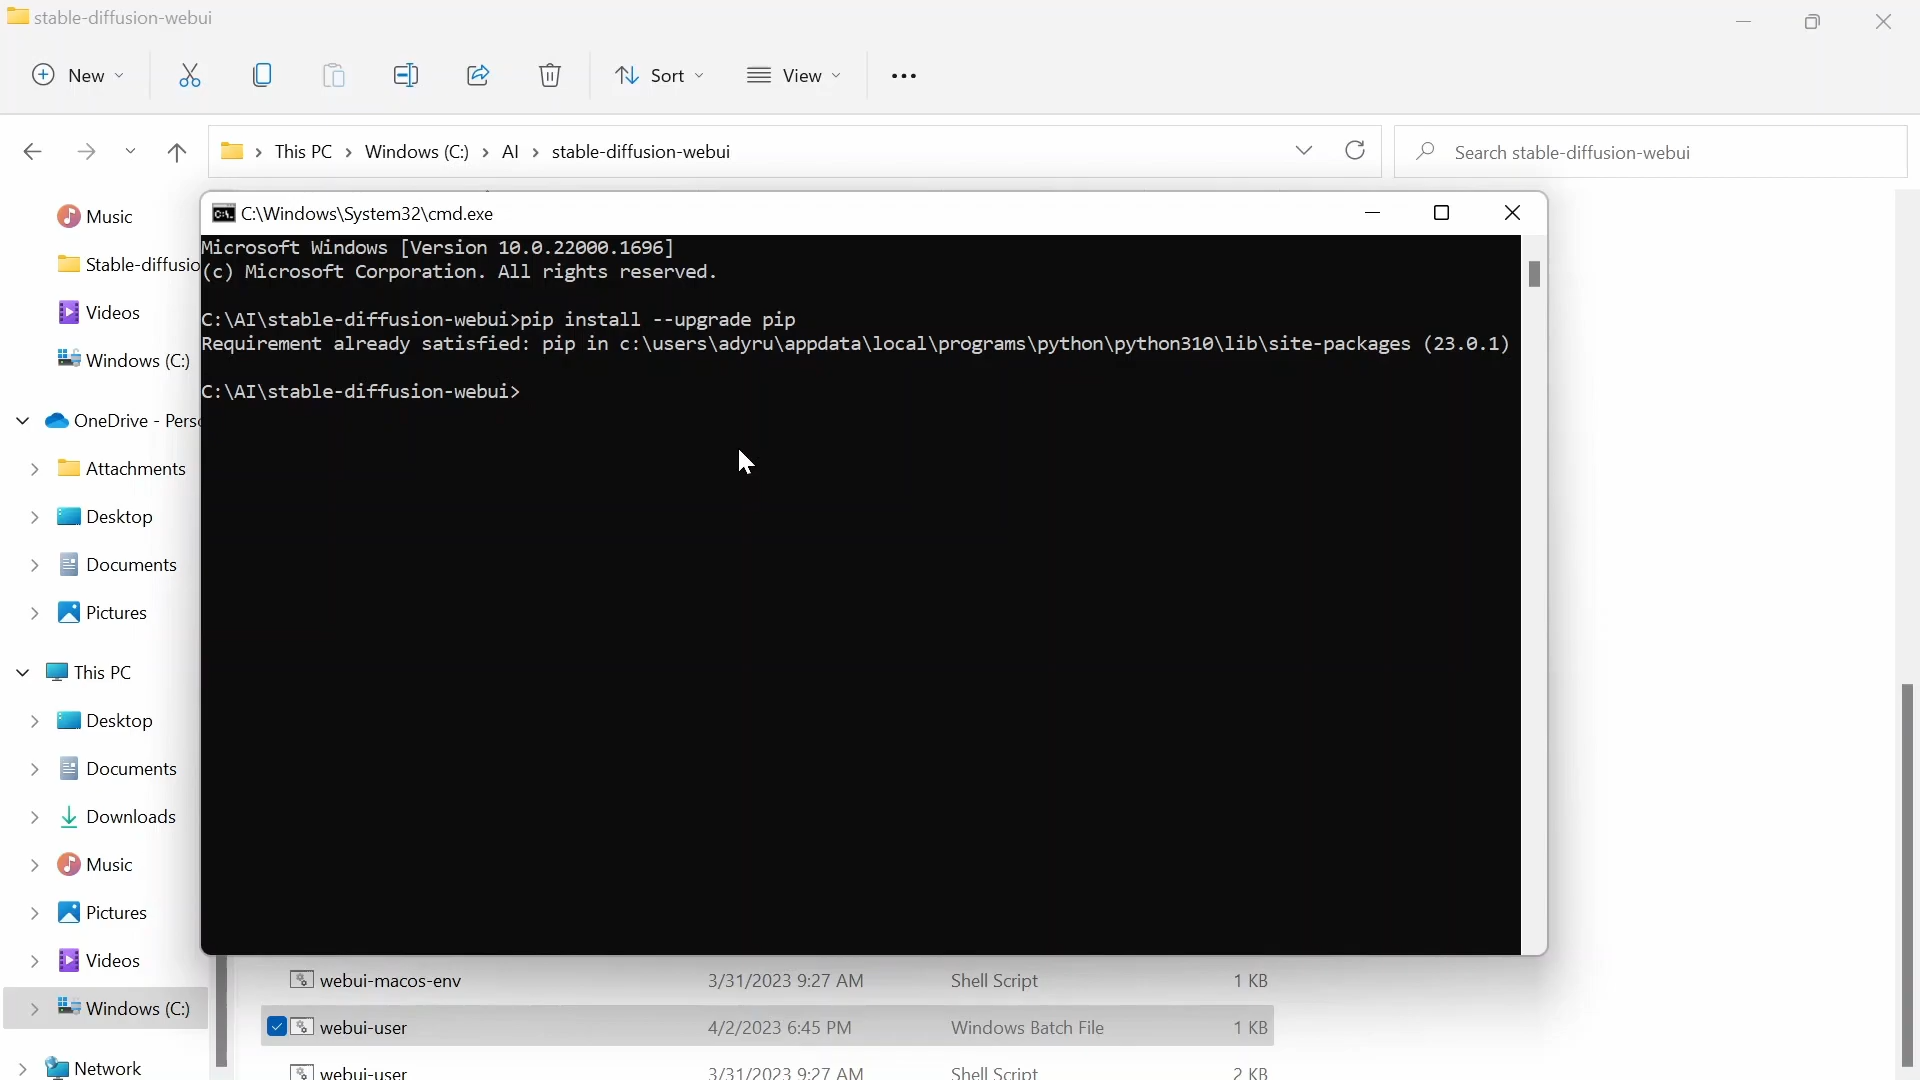 stable-diffusion-webui
New
Sort
View
This PC > Windows (C:) > AI > stable-diffusion-webui
Search stable-diffusion-webui
Music
Stable-diffusio
Videos
Windows (C:)
OneDrive - Pers
Attachments
Desktop
Documents
Pictures
This PC
Desktop
Documents
Downloads
Music
Pictures
Videos
Windows (C:)
Network
C:\Windows\System32\cmd.exe
Microsoft Windows [Version 10.0.22000.1696]
(c) Microsoft Corporation. All rights reserved.
C:\AI\stable-diffusion-webui>pip install --upgrade pip
Requirement already satisfied: pip in c:\users\adyru\appdata\local\programs\python\python310\lib\site-packages (23.0.1)
C:\AI\stable-diffusion-webui>
webui-macos-env 3/31/2023 9:27 AM Shell Script 1 KB
webui-user 4/2/2023 6:45 PM Windows Batch File 1 KB
webui-user 3/31/2023 9:27 AM Shell Script 2 KB